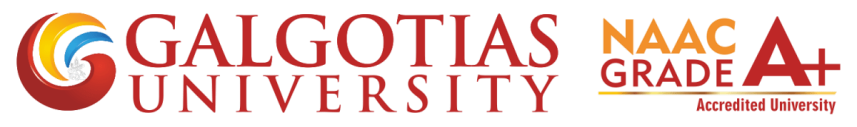 GALGOTIAS
UNIVERSITY
NAAC
GRADE A+
Accredited University